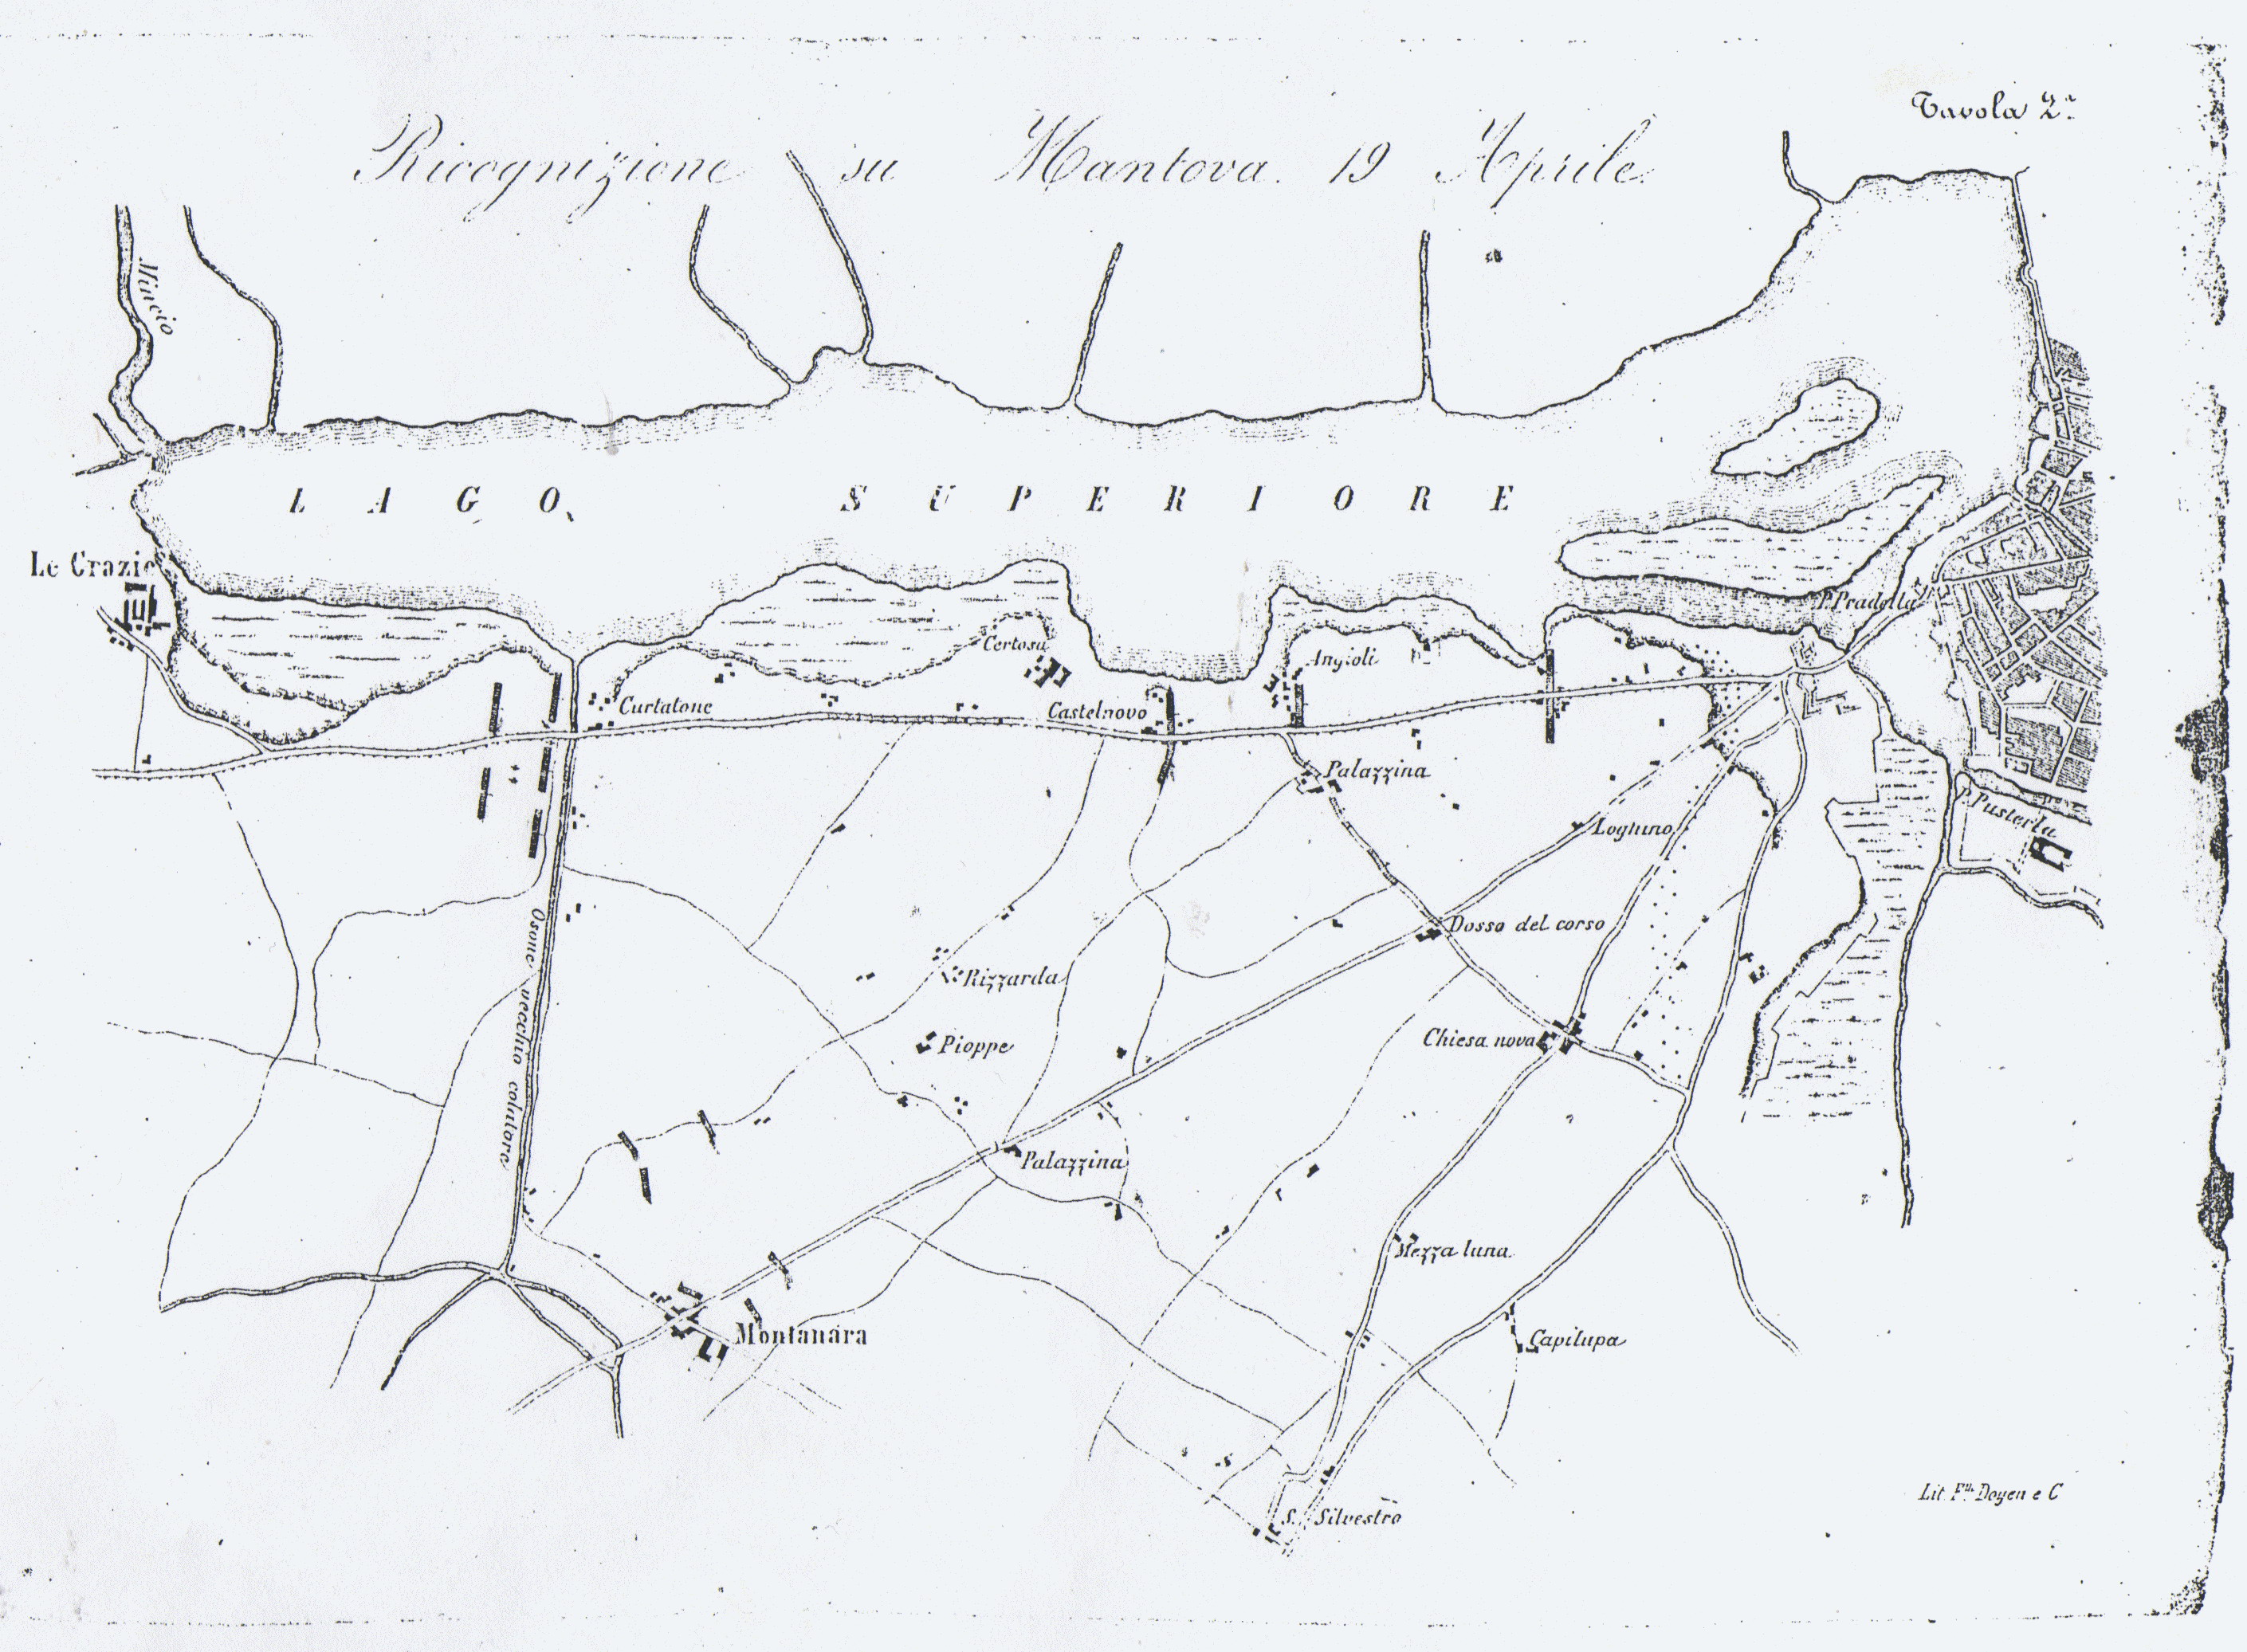 Tavola 2.a
Ricognizione su Mantova. 19 Aprile.
Mincio
LAGO SUPERIORE
Le Grazie
P. Pradella
Certosa
Angioli
Curtatone
Castelnovo
Palazzina
P. Pusterla
Loghino
Osone vecchio colatore
Dosso del corso
Rizzarda
Pioppe
Chiesa nova
Palazzina
Mezza luna
Montanara
Capilupa
S. Silvestro
Lit. F.lli Doyen e C